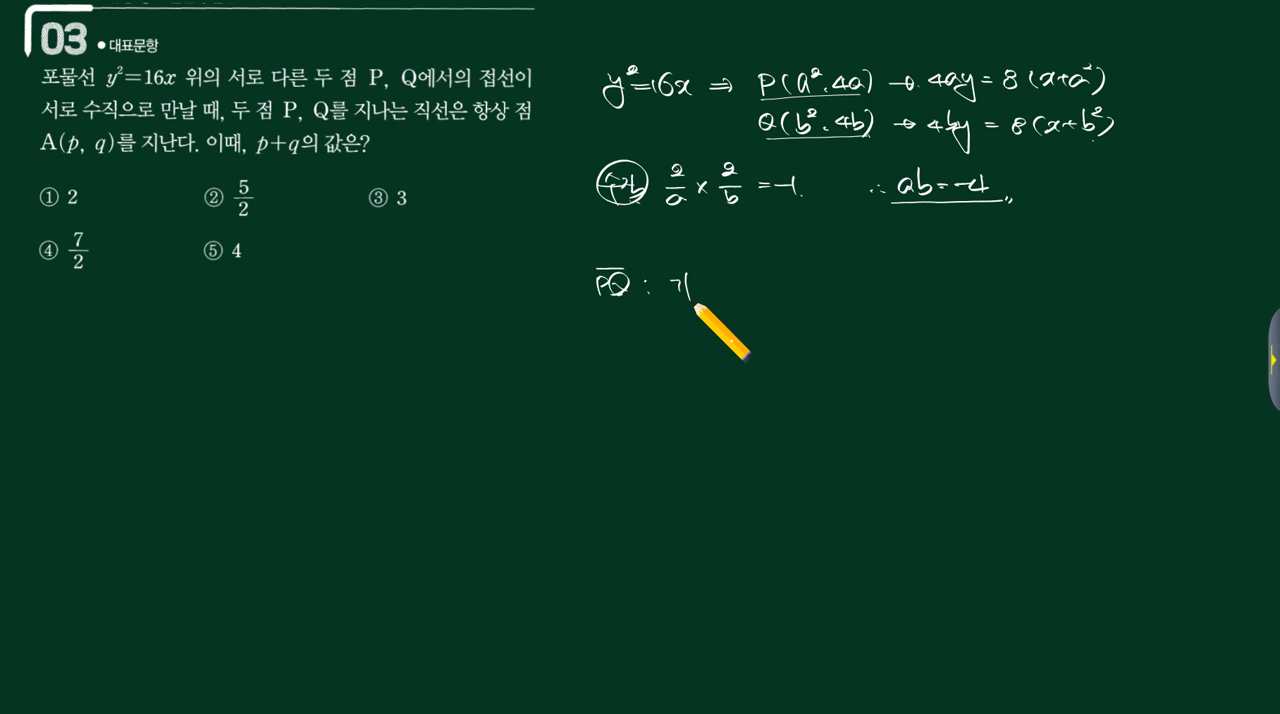 03 • 대표문항
포물선 y²=16x 위의 서로 다른 두 점 P, Q에서의 접선이
서로 수직으로 만날 때, 두 점 P, Q를 지나는 직선은 항상 점
A(p, q)를 지난다. 이때, p+q의 값은?
① 2 ② 5/2 ③ 3
④ 7/2 ⑤ 4
y²=16x ⇒ P(a², 4a) → 4ay = 8(x+a²)
Q(b², 4b) → 4by = 8(x+b²)
2/a × 2/b = -1. ∴ ab=-4
PQ :